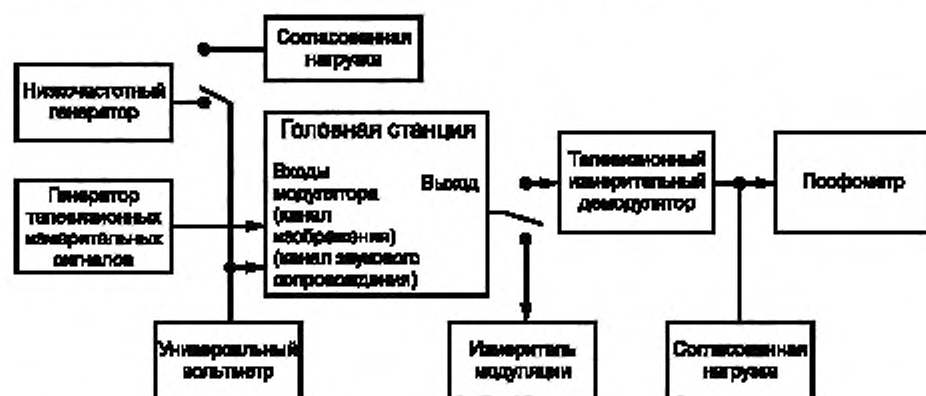 Согласованная
нагрузка
Низкочастотный
генератор
Головная станция
Входы
модулятора
(канал
изображения)
(канал звукового
сопровождения)
Выход
Телевизионный
измерительный
демодулятор
Псофометр
Генератор
телевизионных
измерительных
сигналов
Универсальный
вольтметр
Измеритель
модуляции
Согласованная
нагрузка